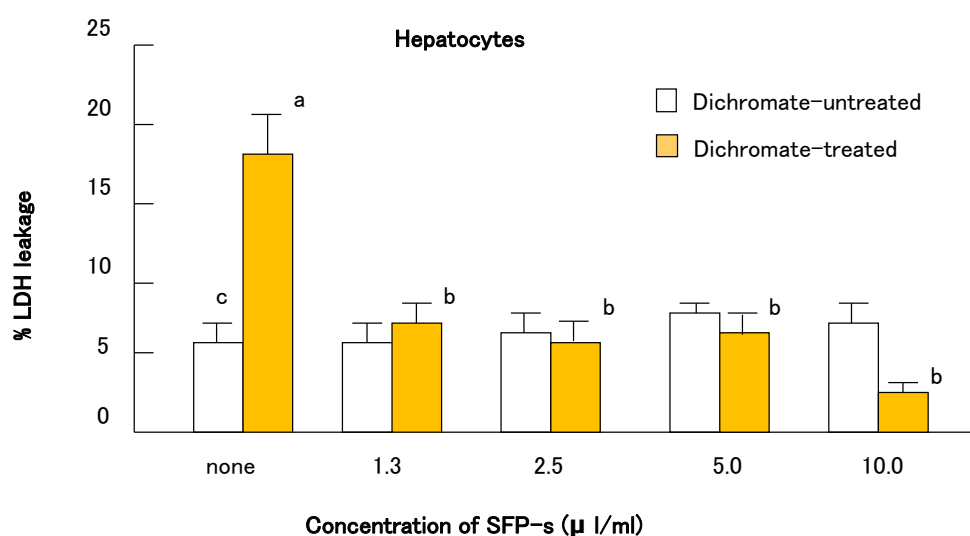 Hepatocytes
25
20
15
10
5
0
% LDH leakage
Dichromate-untreated
Dichromate-treated
a
c
b
b
b
b
none 1.3 2.5 5.0 10.0
Concentration of SFP-s (μ l/ml)